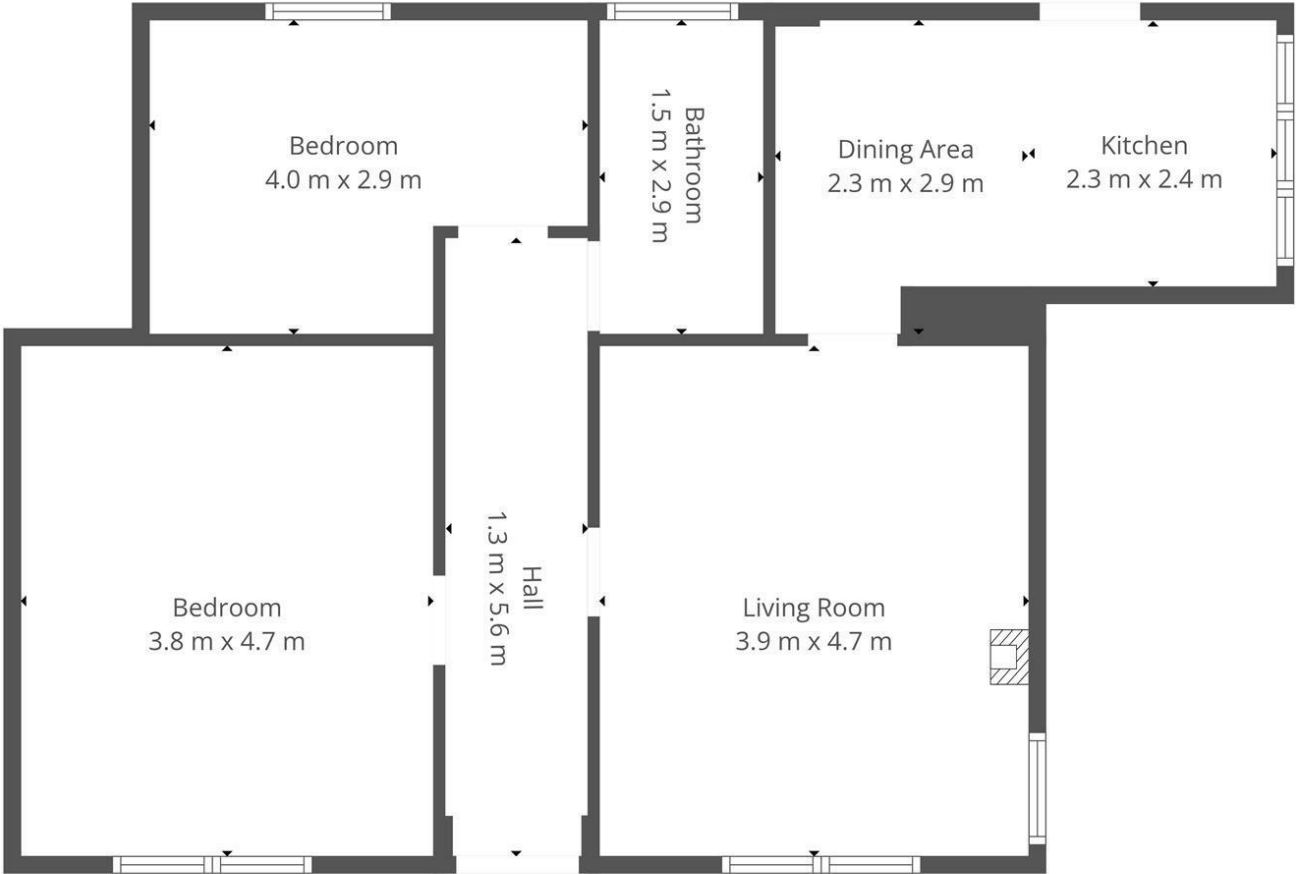 Bedroom
4.0 m x 2.9 m
Bathroom
1.5 m x 2.9 m
Dining Area
2.3 m x 2.9 m
Kitchen
2.3 m x 2.4 m
Bedroom
3.8 m x 4.7 m
Hall
1.3 m x 5.6 m
Living Room
3.9 m x 4.7 m